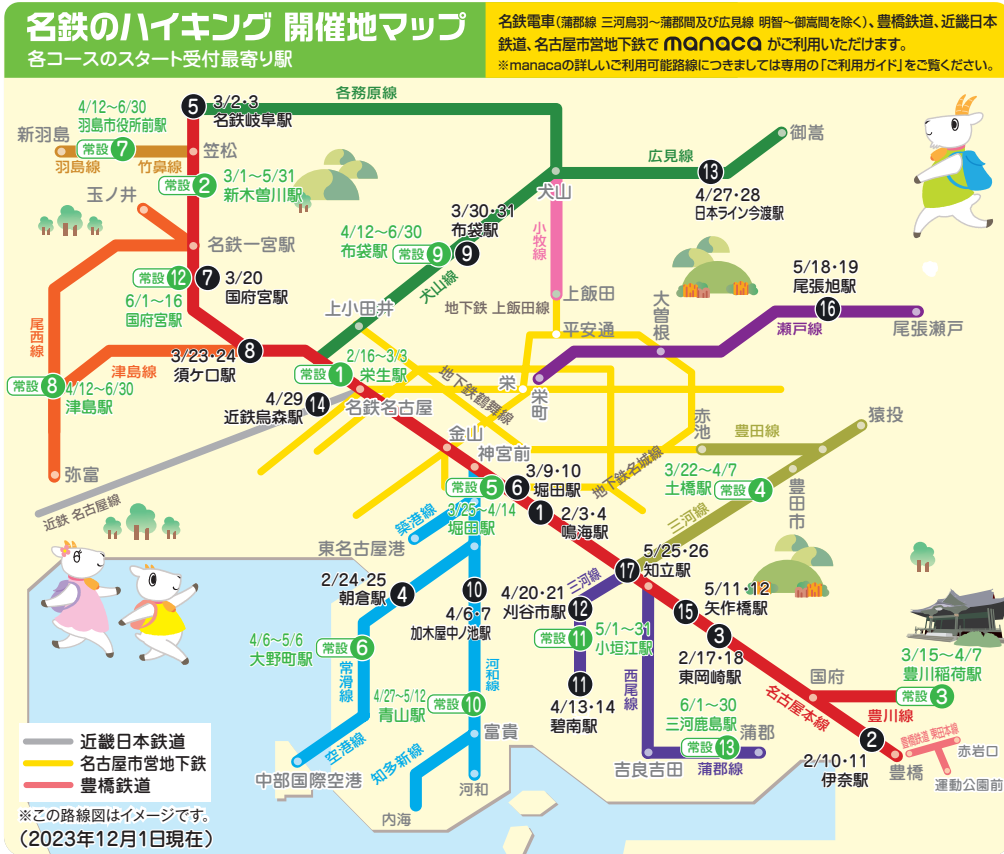 名鉄のハイキング 開催地マップ
各コースのスタート受付最寄り駅
名鉄電車（蒲郡線 三河鳥羽～蒲郡間及び広見線 明智～御嵩間を除く）、豊橋鉄道、近畿日本
鉄道、名古屋市営地下鉄で manaca がご利用いただけます。
※manacaの詳しいご利用可能路線につきましては専用の「ご利用ガイド」をご覧ください。
各務原線
4/12～6/30
羽島市役所前駅
常設 7
5
3/2・3
名鉄岐阜駅
新羽島
笠松
羽島線
竹鼻線
御嵩
広見線
13
4/27・28
日本ライン今渡駅
犬山
常設 2
3/1～5/31
新木曽川駅
玉ノ井
名鉄一宮駅
3/30・31
布袋駅
9
4/12～6/30
布袋駅
常設 9
犬山線
小牧線
常設 12
7
3/20
国府宮駅
6/1～16
国府宮駅
上小田井
地下鉄 上飯田線
上飯田
平安通
大曽根
5/18・19
尾張旭駅
16
瀬戸線
尾張瀬戸
尾西線
津島線
8
3/23・24
須ケ口駅
2/16～3/3
常設 1
栄生駅
常設 8
4/12～6/30
津島駅
4/29
近鉄烏森駅
14
名鉄名古屋
地下鉄鶴舞線
栄
栄町
金山
神宮前
赤池
豊田線
猿投
弥富
近鉄 名古屋線
地下鉄名城線
3/9・10
堀田駅
6
常設 5
3/25～4/14
堀田駅
1
2/3・4
鳴海駅
3/22～4/7
土橋駅
常設 4
豊田市
三河線
築港線
東名古屋港
17
5/25・26
知立駅
2/24・25
朝倉駅
4
10
4/6・7
加木屋中ノ池駅
4/20・21
刈谷市駅
12
三河線
5/11・12
矢作橋駅
15
3
2/17・18
東岡崎駅
常設 11
5/1～31
小垣江駅
4/6～5/6
大野町駅
常設 6
常滑線
河和線
11
4/13・14
碧南駅
西尾線
国府
3/15～4/7
豊川稲荷駅
常設 3
豊川線
名古屋本線
4/27～5/12
青山駅
常設 10
6/1～30
三河鹿島駅
常設 13
蒲郡
吉良吉田
蒲郡線
2
2/10・11
伊奈駅
豊橋
豊橋鉄道 東田本線
赤岩口
運動公園前
富貴
空港線
知多新線
中部国際空港
河和
内海
近畿日本鉄道
名古屋市営地下鉄
豊橋鉄道
※この路線図はイメージです。
（2023年12月1日現在）